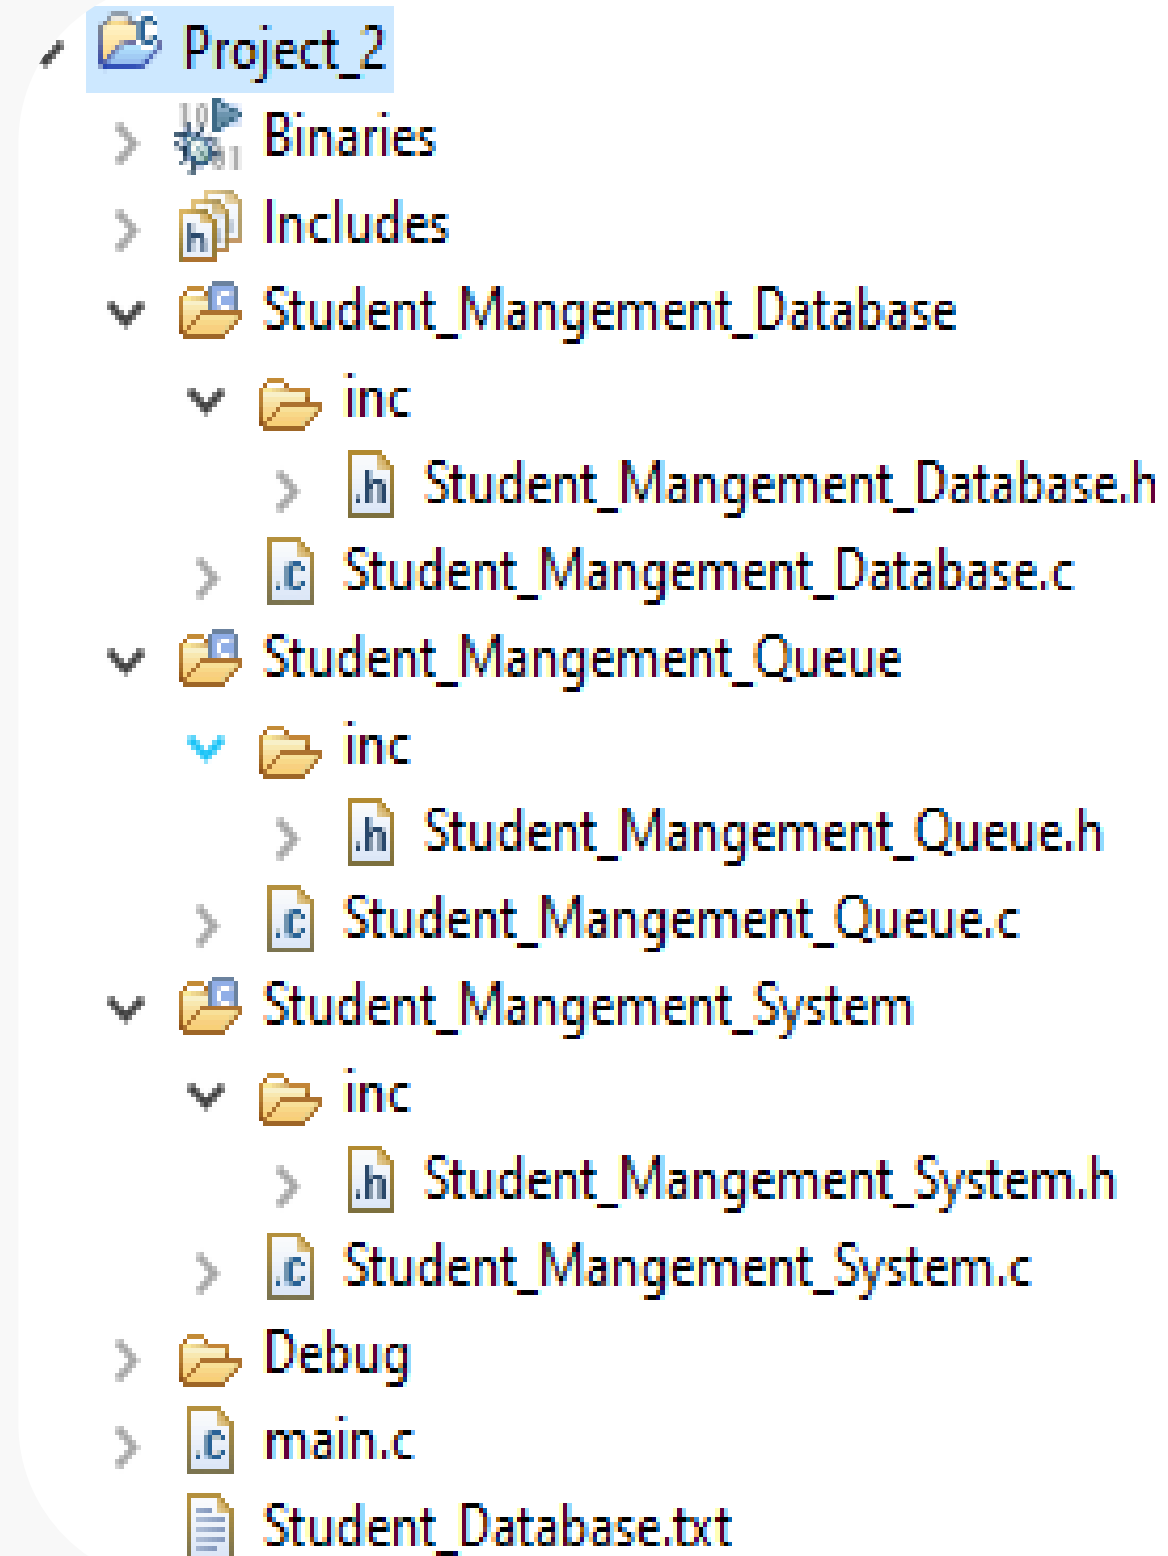 Project_2
Binaries
Includes
Student_Mangement_Database
inc
Student_Mangement_Database.h
Student_Mangement_Database.c
Student_Mangement_Queue
inc
Student_Mangement_Queue.h
Student_Mangement_Queue.c
Student_Mangement_System
inc
Student_Mangement_System.h
Student_Mangement_System.c
Debug
main.c
Student_Database.txt